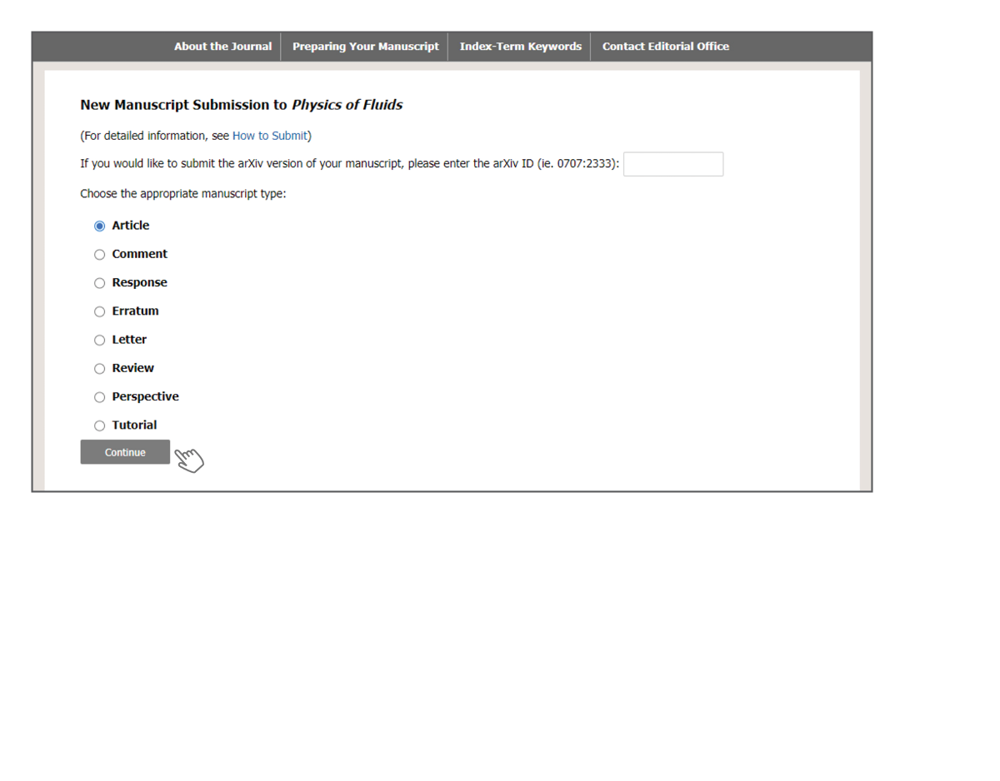 About the Journal
Preparing Your Manuscript
Index-Term Keywords
Contact Editorial Office
New Manuscript Submission to Physics of Fluids
(For detailed information, see How to Submit)
If you would like to submit the arXiv version of your manuscript, please enter the arXiv ID (ie. 0707:2333):
Choose the appropriate manuscript type:
Article
Comment
Response
Erratum
Letter
Review
Perspective
Tutorial
Continue